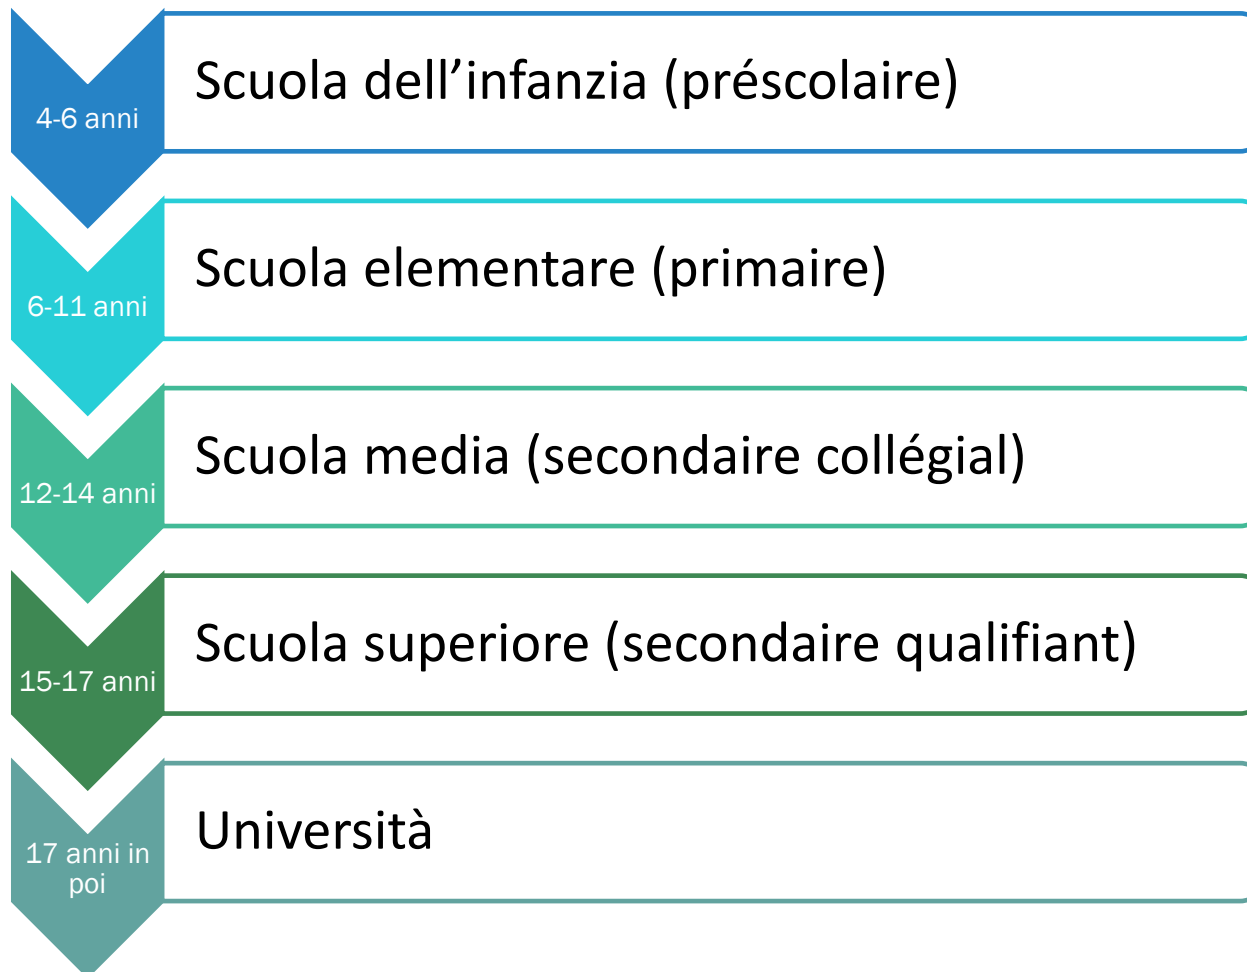 4-6 anni
Scuola dell’infanzia (préscolaire)
6-11 anni
Scuola elementare (primaire)
12-14 anni
Scuola media (secondaire collégial)
15-17 anni
Scuola superiore (secondaire qualifiant)
17 anni in
poi
Università